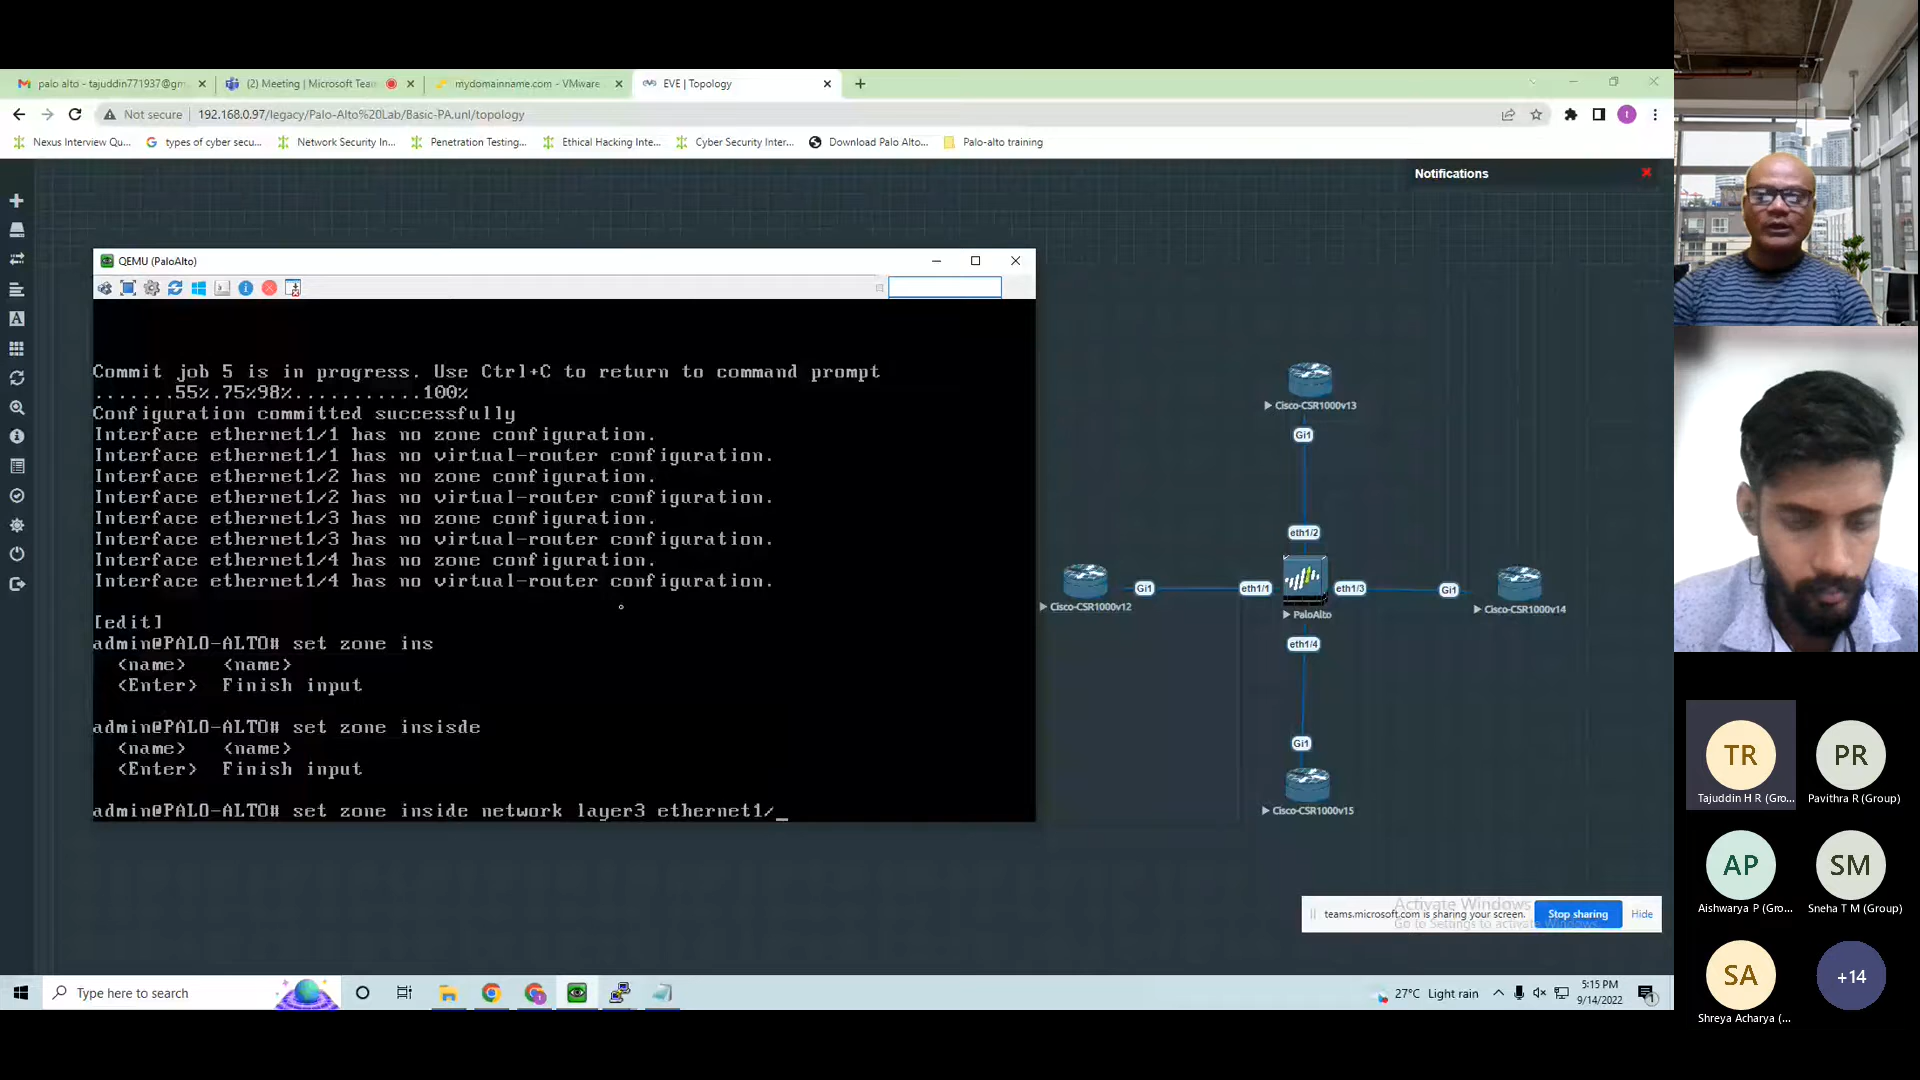 palo alto - tajuddin771937@gm
(2) Meeting | Microsoft Team
mydomainname.com - VMware
EVE | Topology
Not secure
192.168.0.97/legacy/Palo-Alto%20Lab/Basic-PA.unl/topology
t
Nexus Interview Qu...
types of cyber secu...
Network Security In...
Penetration Testing...
Ethical Hacking Inte...
Cyber Security Inter...
Download Palo Alto...
Palo-alto training
Notifications
QEMU (PaloAlto)
Commit job 5 is in progress. Use Ctrl+C to return to command prompt
.......55%.75%98%...........100%
Configuration committed successfully
Interface ethernet1/1 has no zone configuration.
Interface ethernet1/1 has no virtual-router configuration.
Interface ethernet1/2 has no zone configuration.
Interface ethernet1/2 has no virtual-router configuration.
Interface ethernet1/3 has no zone configuration.
Interface ethernet1/3 has no virtual-router configuration.
Interface ethernet1/4 has no zone configuration.
Interface ethernet1/4 has no virtual-router configuration.
[edit]
admin@PALO-ALTO# set zone ins
<name> <name>
<Enter> Finish input
admin@PALO-ALTO# set zone insisde
<name> <name>
<Enter> Finish input
admin@PALO-ALTO# set zone inside network layer3 ethernet1/_
Cisco-CSR1000v13
Gi1
eth1/2
Cisco-CSR1000v12
Gi1
eth1/1
PaloAlto
eth1/3
Gi1
Cisco-CSR1000v14
eth1/4
Gi1
Cisco-CSR1000v15
Activate Windows
Go to Settings to activate Windows.
teams.microsoft.com is sharing your screen.
Stop sharing
Hide
Type here to search
27°C Light rain
5:15 PM
9/14/2022
1
TR
Tajuddin H R (Gro...
PR
Pavithra R (Group)
AP
Aishwarya P (Gro...
SM
Sneha T M (Group)
SA
Shreya Acharya (...
+14